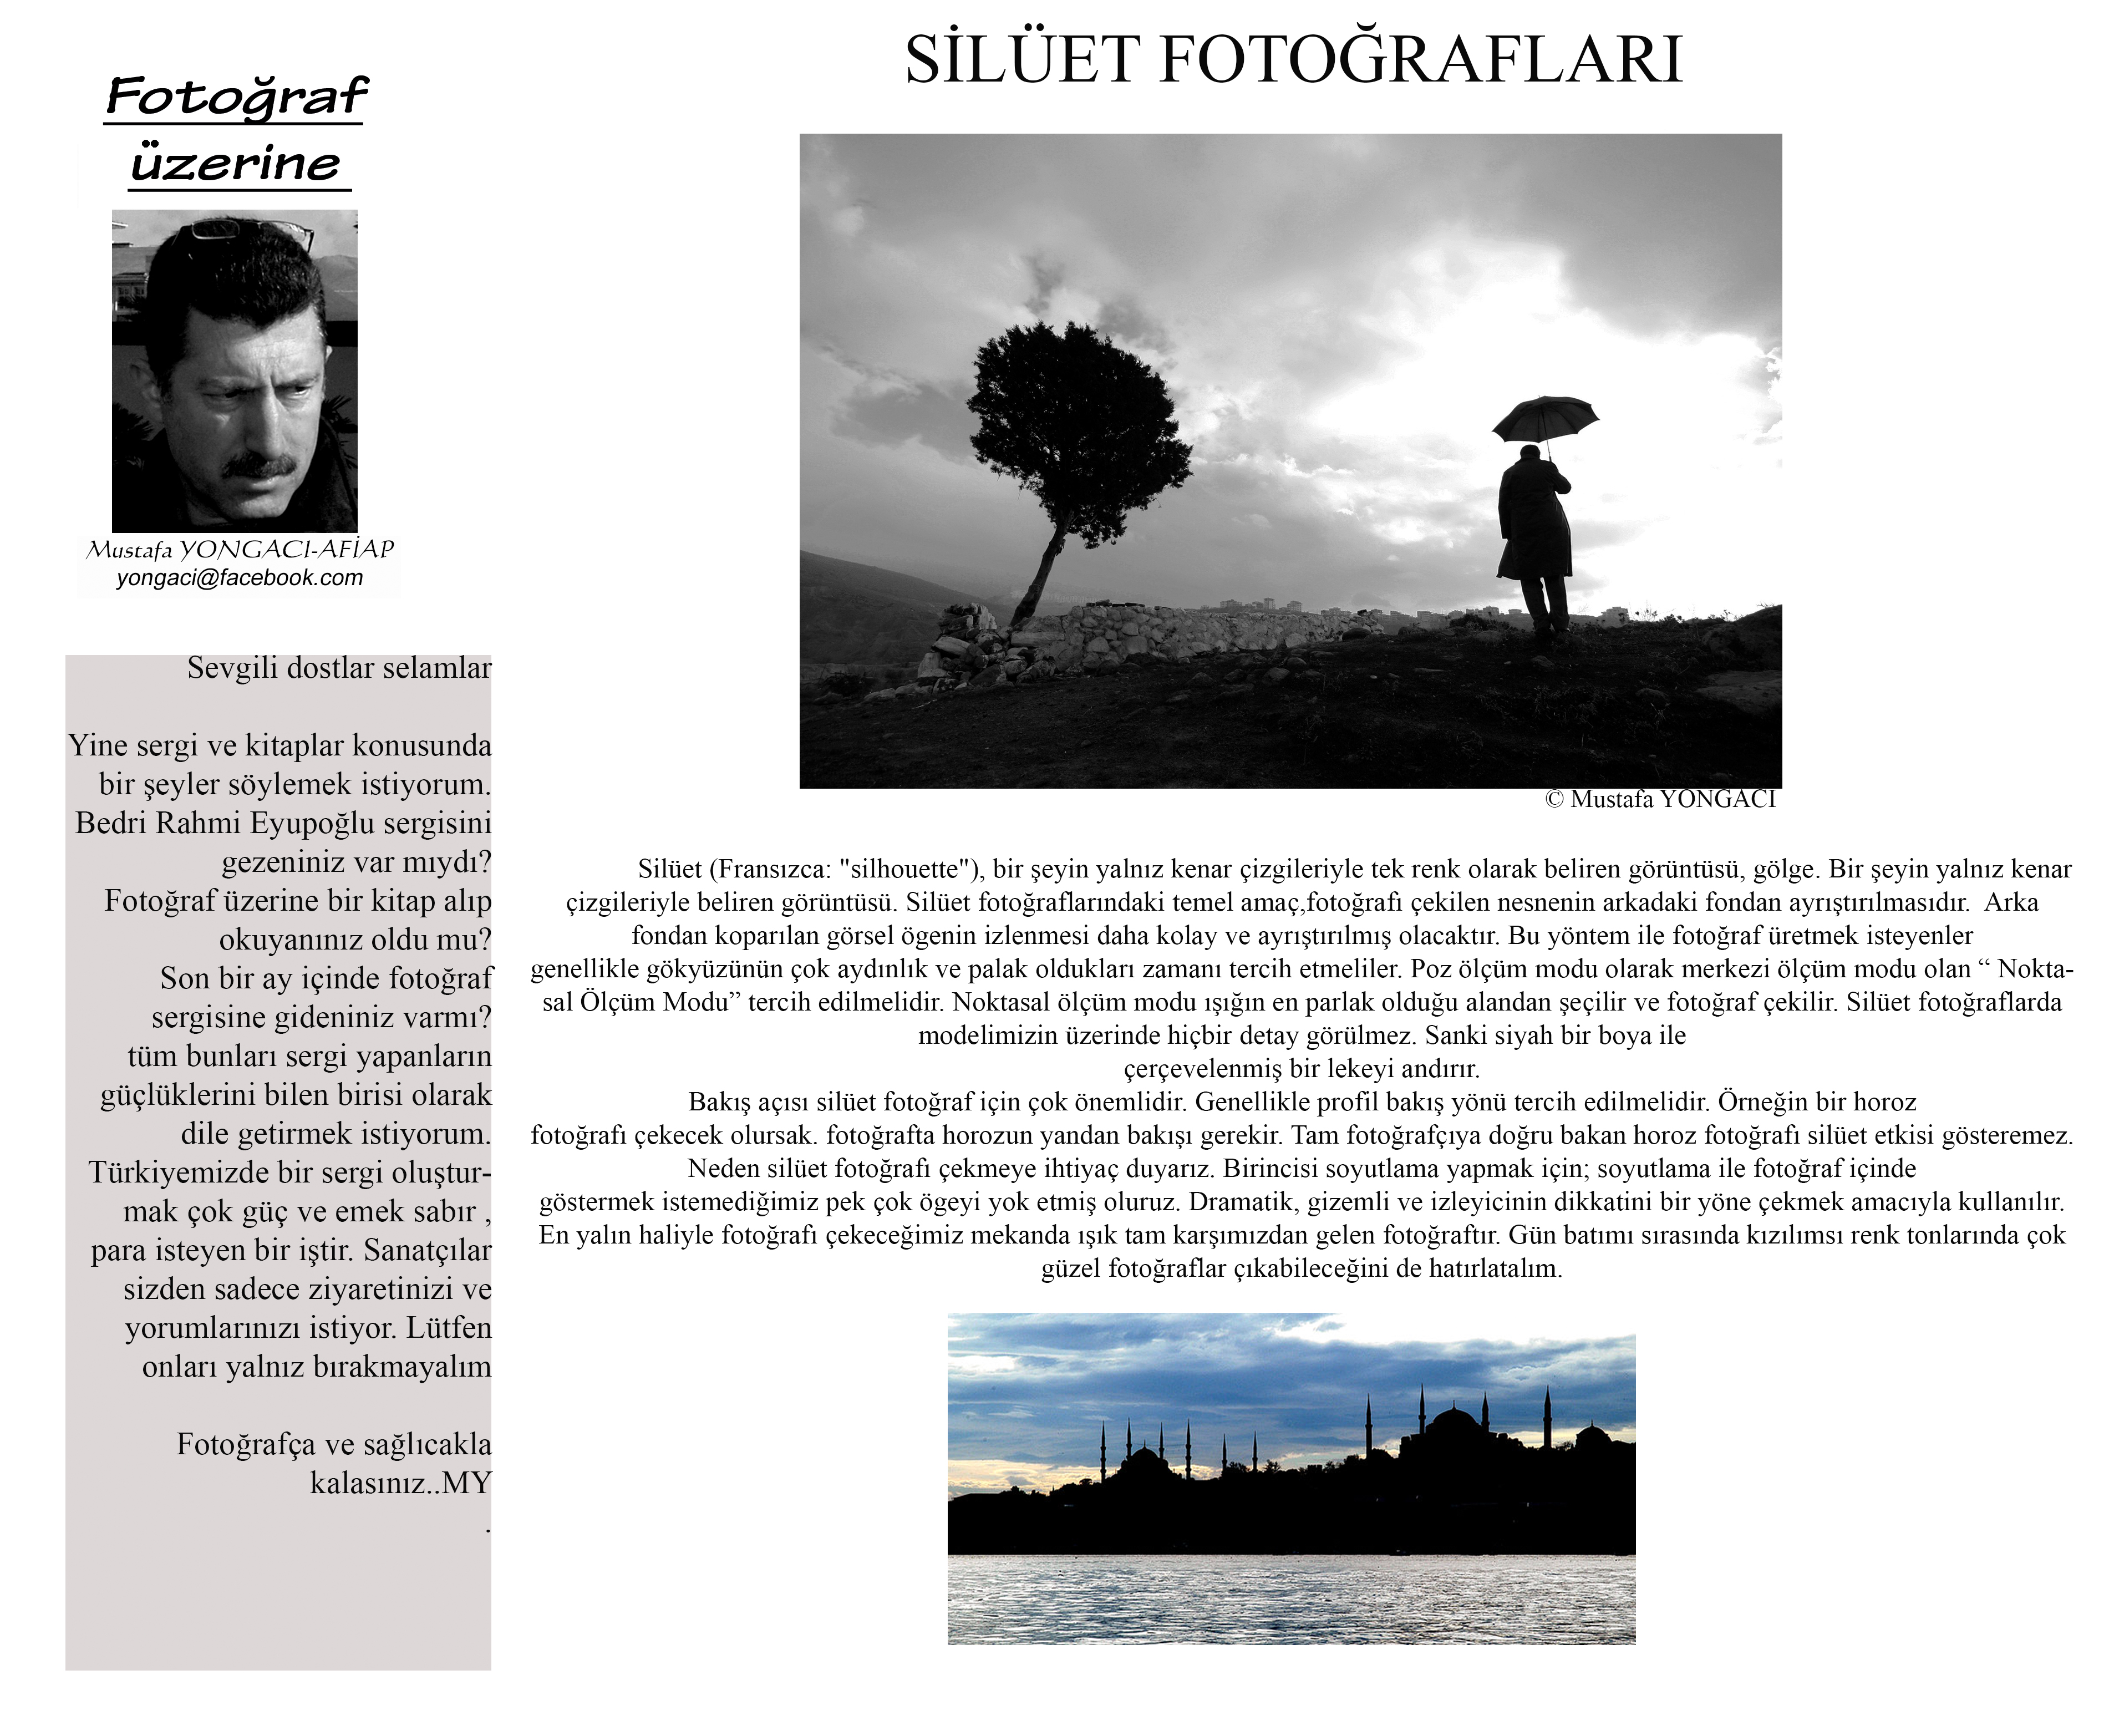 Fotoğraf
üzerine
Mustafa YONGACI-AFİAP
yongaci@facebook.com
Sevgili dostlar selamlar
Yine sergi ve kitaplar konusunda
bir şeyler söylemek istiyorum.
Bedri Rahmi Eyupoğlu sergisini
gezeniniz var mıydı?
Fotoğraf üzerine bir kitap alıp
okuyanınız oldu mu?
Son bir ay içinde fotoğraf
sergisine gideniniz varmı?
tüm bunları sergi yapanların
güçlüklerini bilen birisi olarak
dile getirmek istiyorum.
Türkiyemizde bir sergi oluştur-
mak çok güç ve emek sabır ,
para isteyen bir iştir. Sanatçılar
sizden sadece ziyaretinizi ve
yorumlarınızı istiyor. Lütfen
onları yalnız bırakmayalım
Fotoğrafça ve sağlıcakla
kalasınız..MY
.
SİLÜET FOTOĞRAFLARI
© Mustafa YONGACI
Silüet (Fransızca: "silhouette"), bir şeyin yalnız kenar çizgileriyle tek renk olarak beliren görüntüsü, gölge. Bir şeyin yalnız kenar
çizgileriyle beliren görüntüsü. Silüet fotoğraflarındaki temel amaç,fotoğrafı çekilen nesnenin arkadaki fondan ayrıştırılmasıdır.  Arka
fondan koparılan görsel ögenin izlenmesi daha kolay ve ayrıştırılmış olacaktır. Bu yöntem ile fotoğraf üretmek isteyenler
genellikle gökyüzünün çok aydınlık ve palak oldukları zamanı tercih etmeliler. Poz ölçüm modu olarak merkezi ölçüm modu olan “ Nokta-
sal Ölçüm Modu” tercih edilmelidir. Noktasal ölçüm modu ışığın en parlak olduğu alandan şeçilir ve fotoğraf çekilir. Silüet fotoğraflarda
modelimizin üzerinde hiçbir detay görülmez. Sanki siyah bir boya ile
çerçevelenmiş bir lekeyi andırır.
Bakış açısı silüet fotoğraf için çok önemlidir. Genellikle profil bakış yönü tercih edilmelidir. Örneğin bir horoz
fotoğrafı çekecek olursak. fotoğrafta horozun yandan bakışı gerekir. Tam fotoğrafçıya doğru bakan horoz fotoğrafı silüet etkisi gösteremez.
Neden silüet fotoğrafı çekmeye ihtiyaç duyarız. Birincisi soyutlama yapmak için; soyutlama ile fotoğraf içinde
göstermek istemediğimiz pek çok ögeyi yok etmiş oluruz. Dramatik, gizemli ve izleyicinin dikkatini bir yöne çekmek amacıyla kullanılır.
En yalın haliyle fotoğrafı çekeceğimiz mekanda ışık tam karşımızdan gelen fotoğraftır. Gün batımı sırasında kızılımsı renk tonlarında çok
güzel fotoğraflar çıkabileceğini de hatırlatalım.